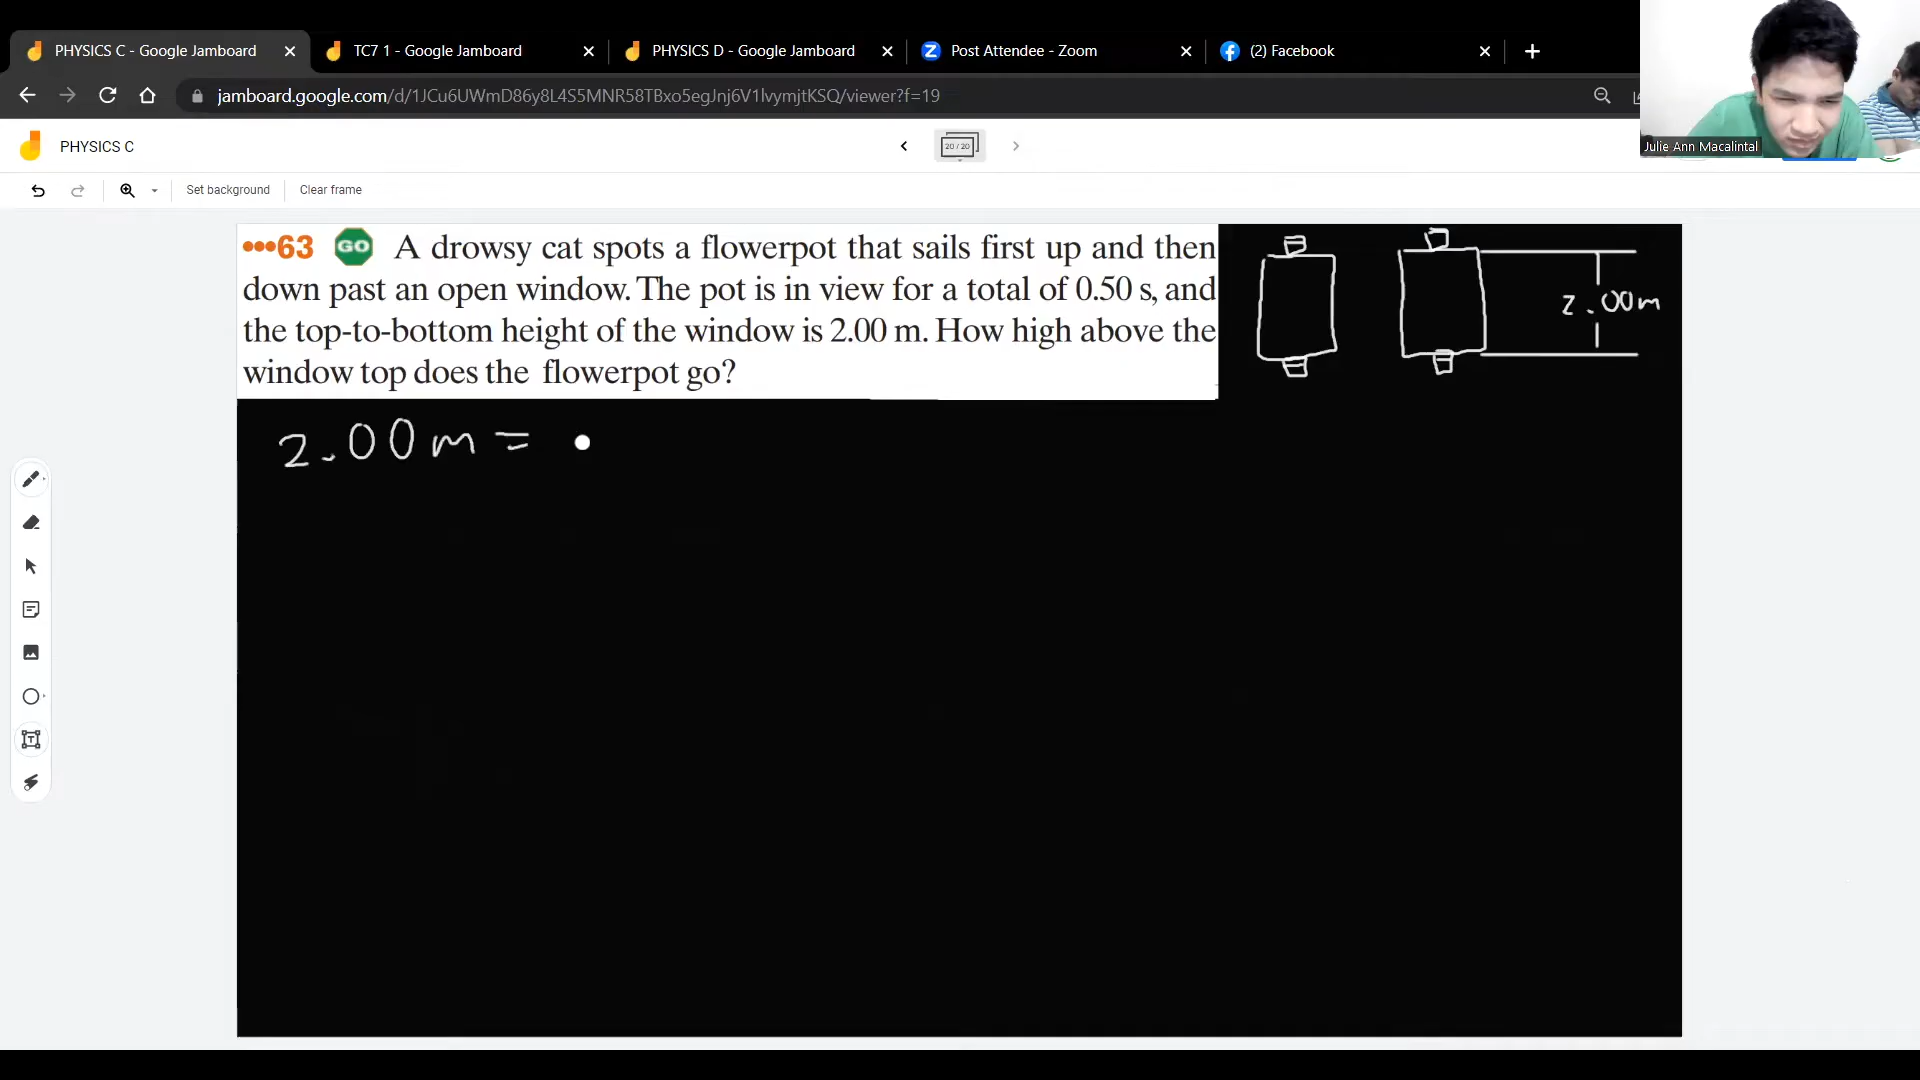 PHYSICS C - Google Jamboard
TC7 1 - Google Jamboard
PHYSICS D - Google Jamboard
Post Attendee - Zoom
(2) Facebook
jamboard.google.com/d/1JCu6UWmD86y8L4S5MNR58TBxo5egJnj6V1lvymjtKSQ/viewer?f=19
Julie Ann Macalintal
PHYSICS C
20 / 20
Set background
Clear frame
•••63 GO A drowsy cat spots a flowerpot that sails first up and then
down past an open window. The pot is in view for a total of 0.50 s, and
the top-to-bottom height of the window is 2.00 m. How high above the
window top does the flowerpot go?
2.00m
2.00m =